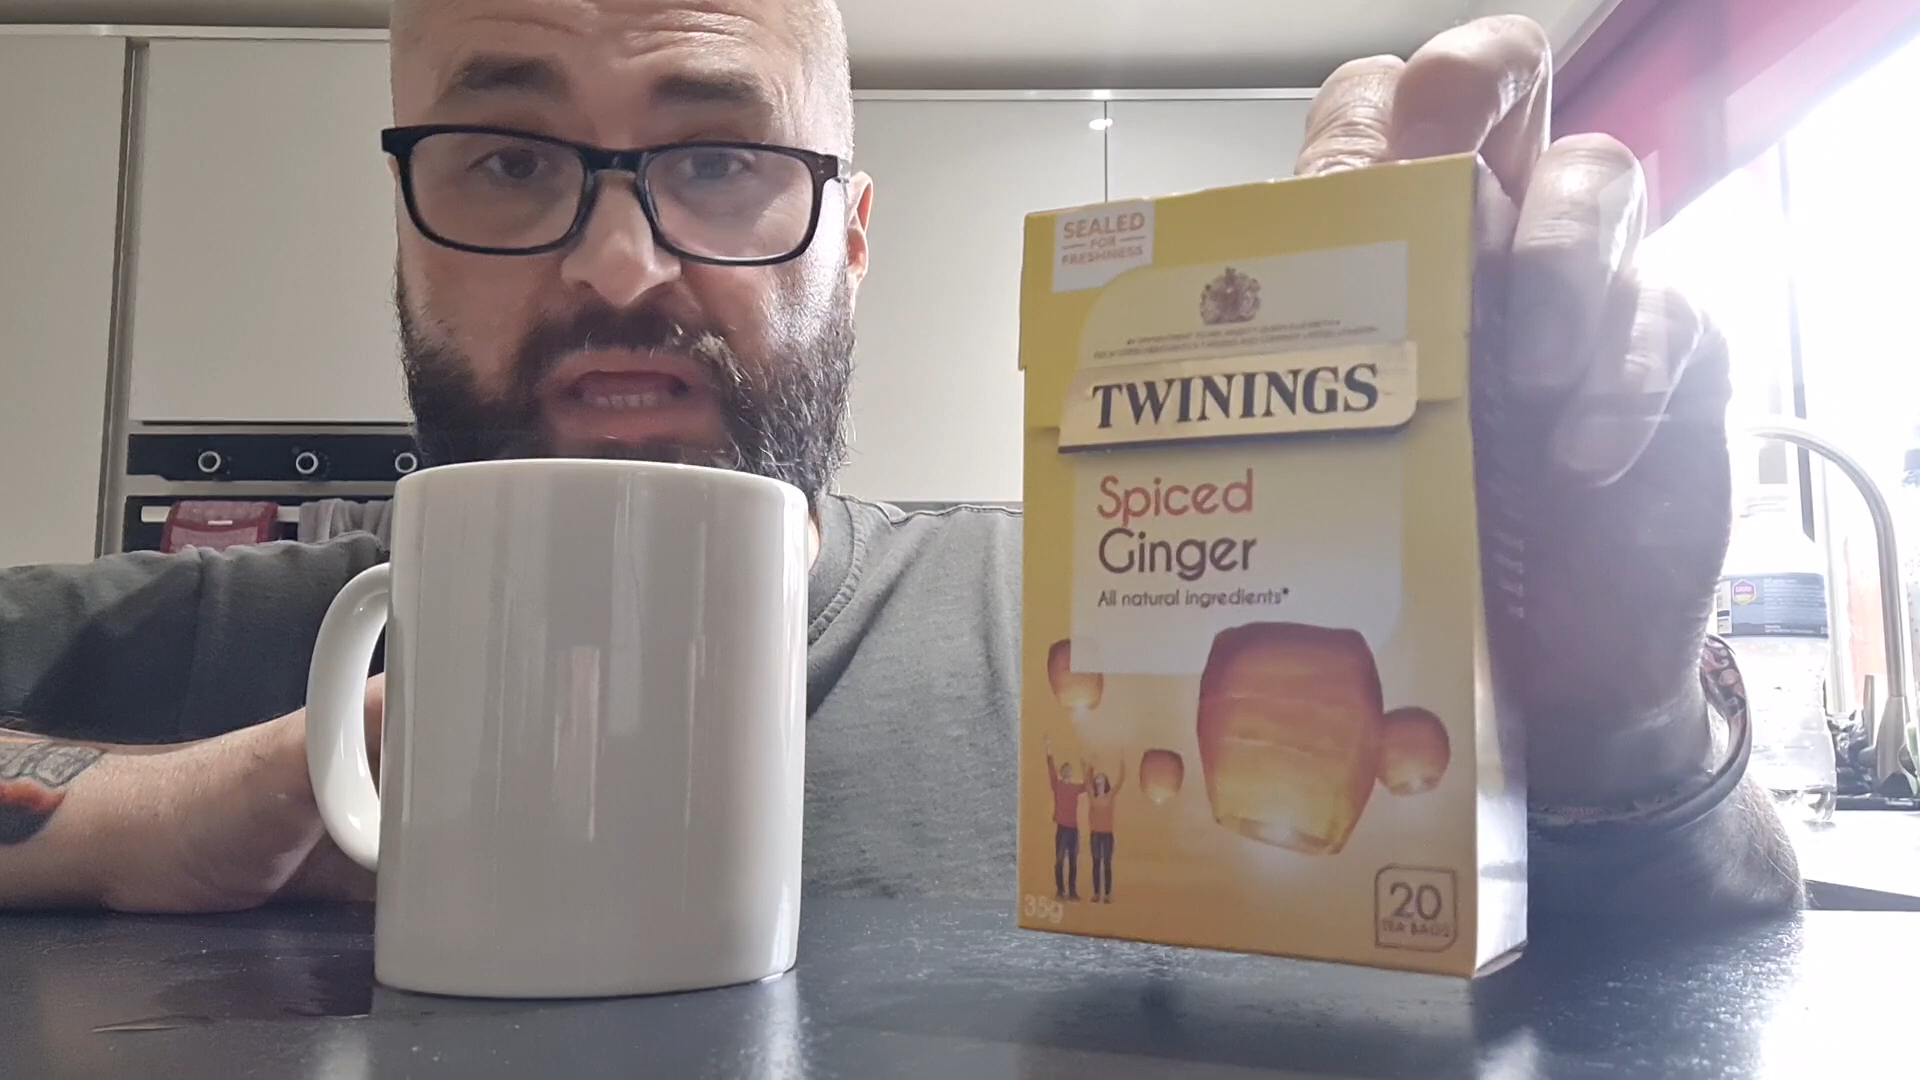 SEALED
FOR
FRESHNESS
TWININGS
Spiced
Ginger
All natural ingredients*
35g
20
TEA BAGS